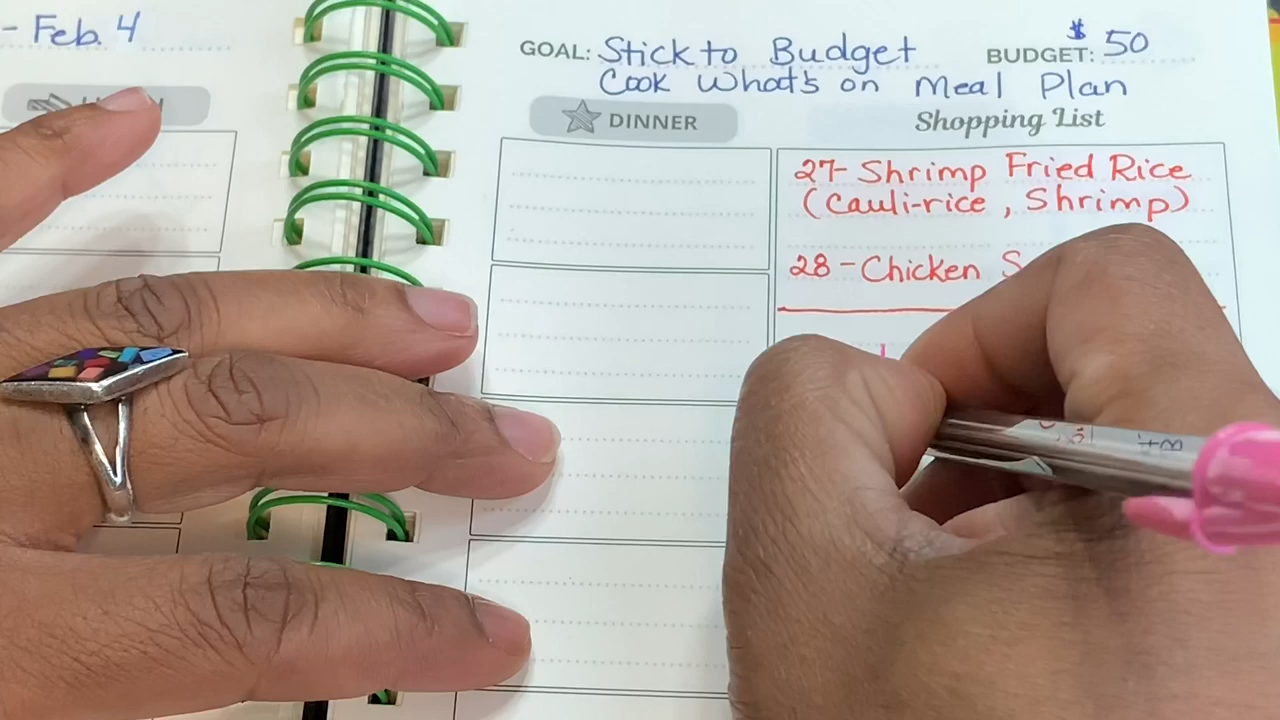 - Feb. 4
GOAL: Stick to Budget
Cook What's on Meal Plan
BUDGET: $50
DINNER
Shopping List
27- Shrimp Fried Rice
(Cauli-rice, Shrimp)
28 - Chicken S